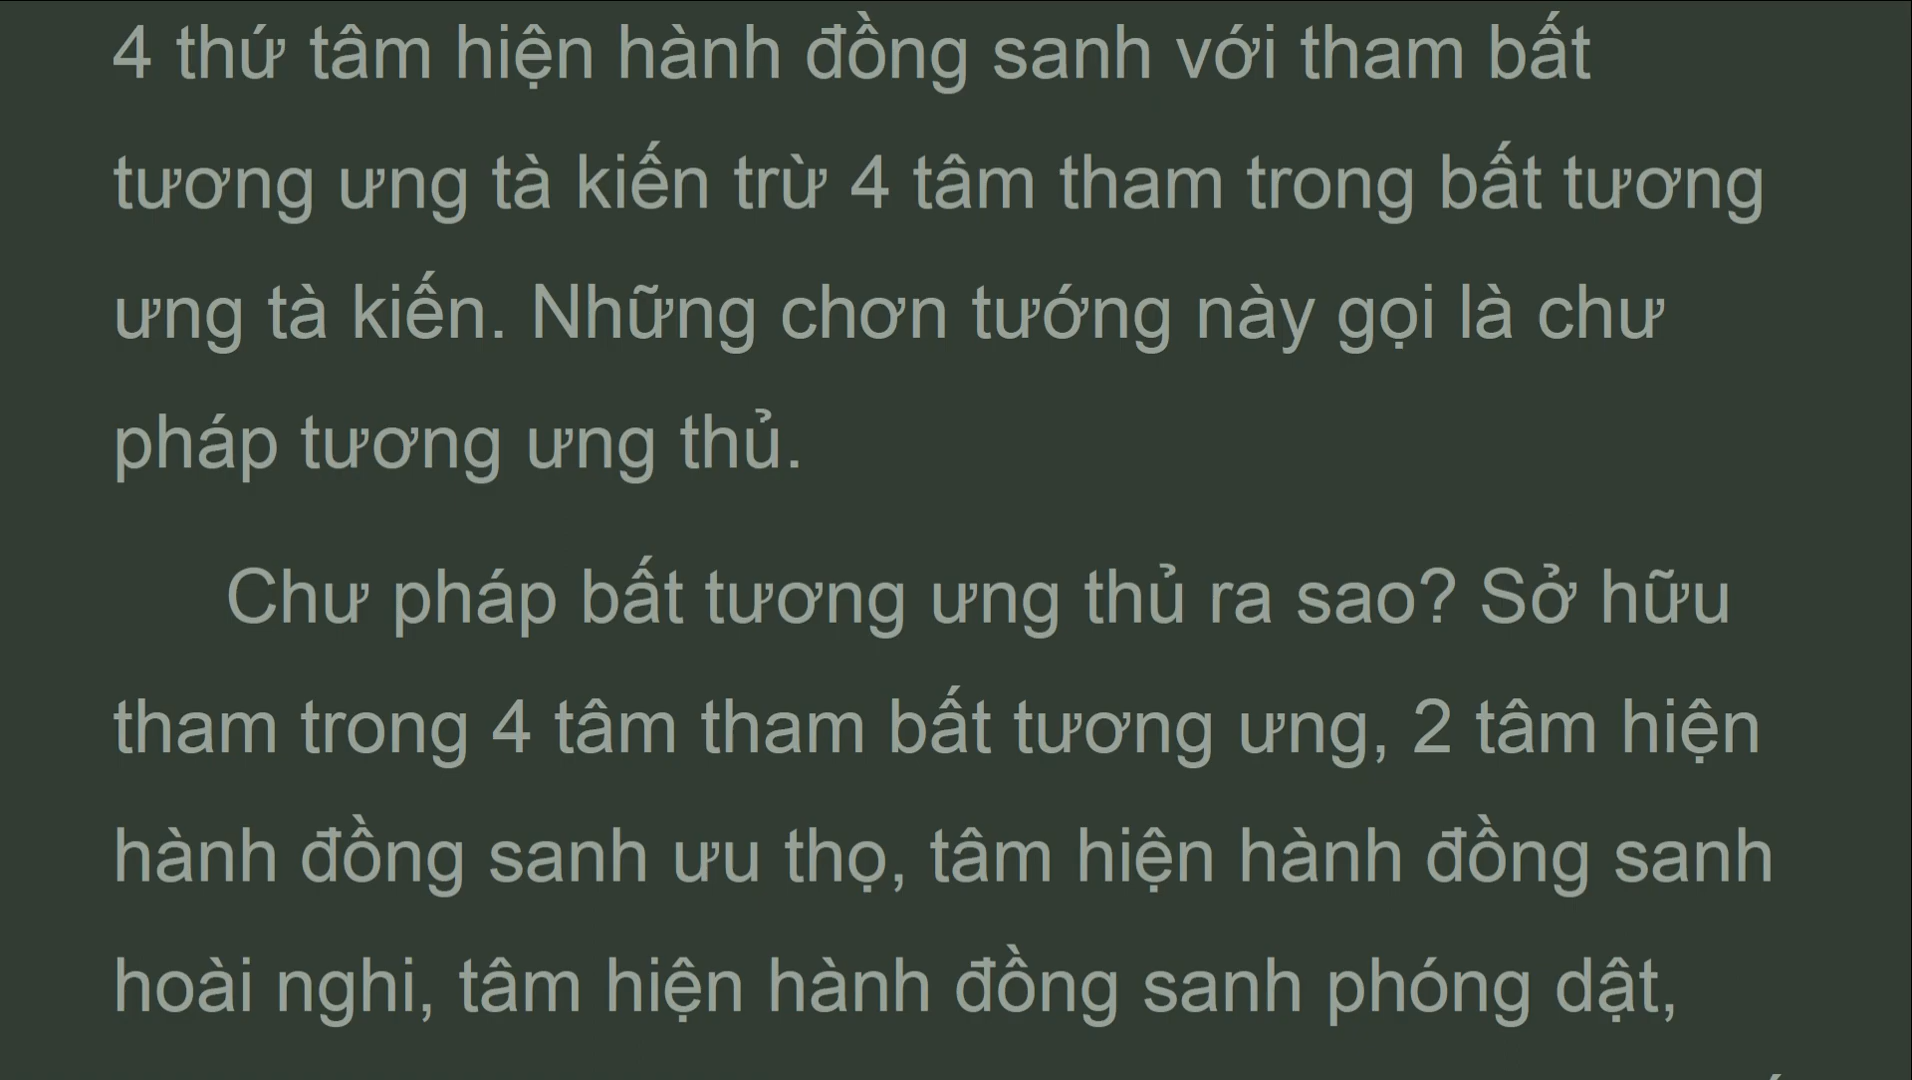 4 thứ tâm hiện hành đồng sanh với tham bất
tương ưng tà kiến trừ 4 tâm tham trong bất tương
ưng tà kiến. Những chơn tướng này gọi là chư
pháp tương ưng thủ.
Chư pháp bất tương ưng thủ ra sao? Sở hữu
tham trong 4 tâm tham bất tương ưng, 2 tâm hiện
hành đồng sanh ưu thọ, tâm hiện hành đồng sanh
hoài nghi, tâm hiện hành đồng sanh phóng dật,